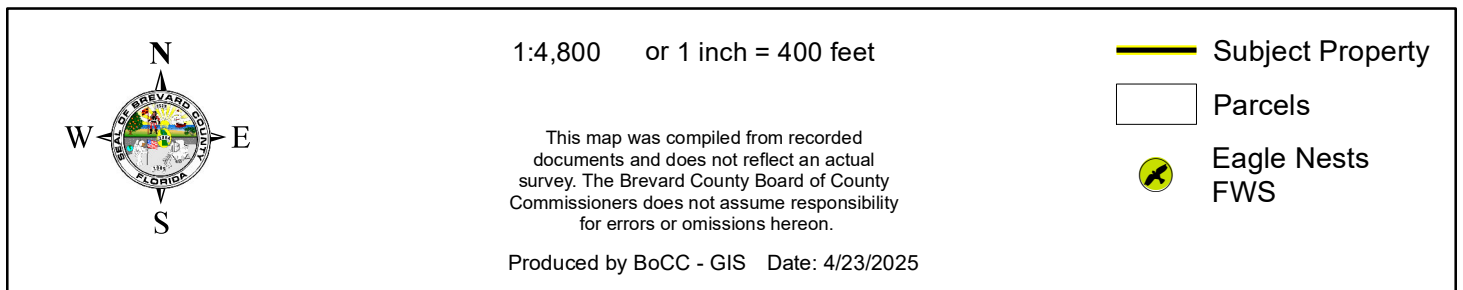 N
W
E
S
SEAL OF BREVARD COUNTY
FLORIDA
1:4,800 or 1 inch = 400 feet
This map was compiled from recorded
documents and does not reflect an actual
survey. The Brevard County Board of County
Commissioners does not assume responsibility
for errors or omissions hereon.
Produced by BoCC - GIS Date: 4/23/2025
Subject Property
Parcels
Eagle Nests
FWS